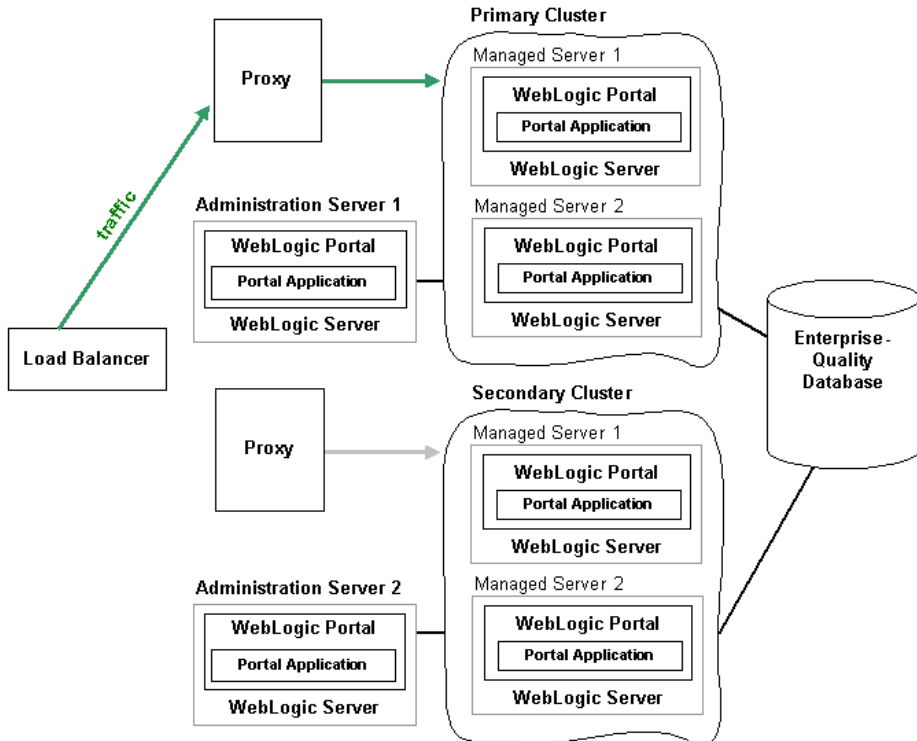 Primary Cluster
Managed Server 1
Proxy
WebLogic Portal
Portal Application
WebLogic Server
traffic
Administration Server 1
WebLogic Portal
Portal Application
WebLogic Server
Managed Server 2
WebLogic Portal
Portal Application
WebLogic Server
Load Balancer
Enterprise-
Quality
Database
Secondary Cluster
Managed Server 1
Proxy
WebLogic Portal
Portal Application
WebLogic Server
Administration Server 2
WebLogic Portal
Portal Application
WebLogic Server
Managed Server 2
WebLogic Portal
Portal Application
WebLogic Server